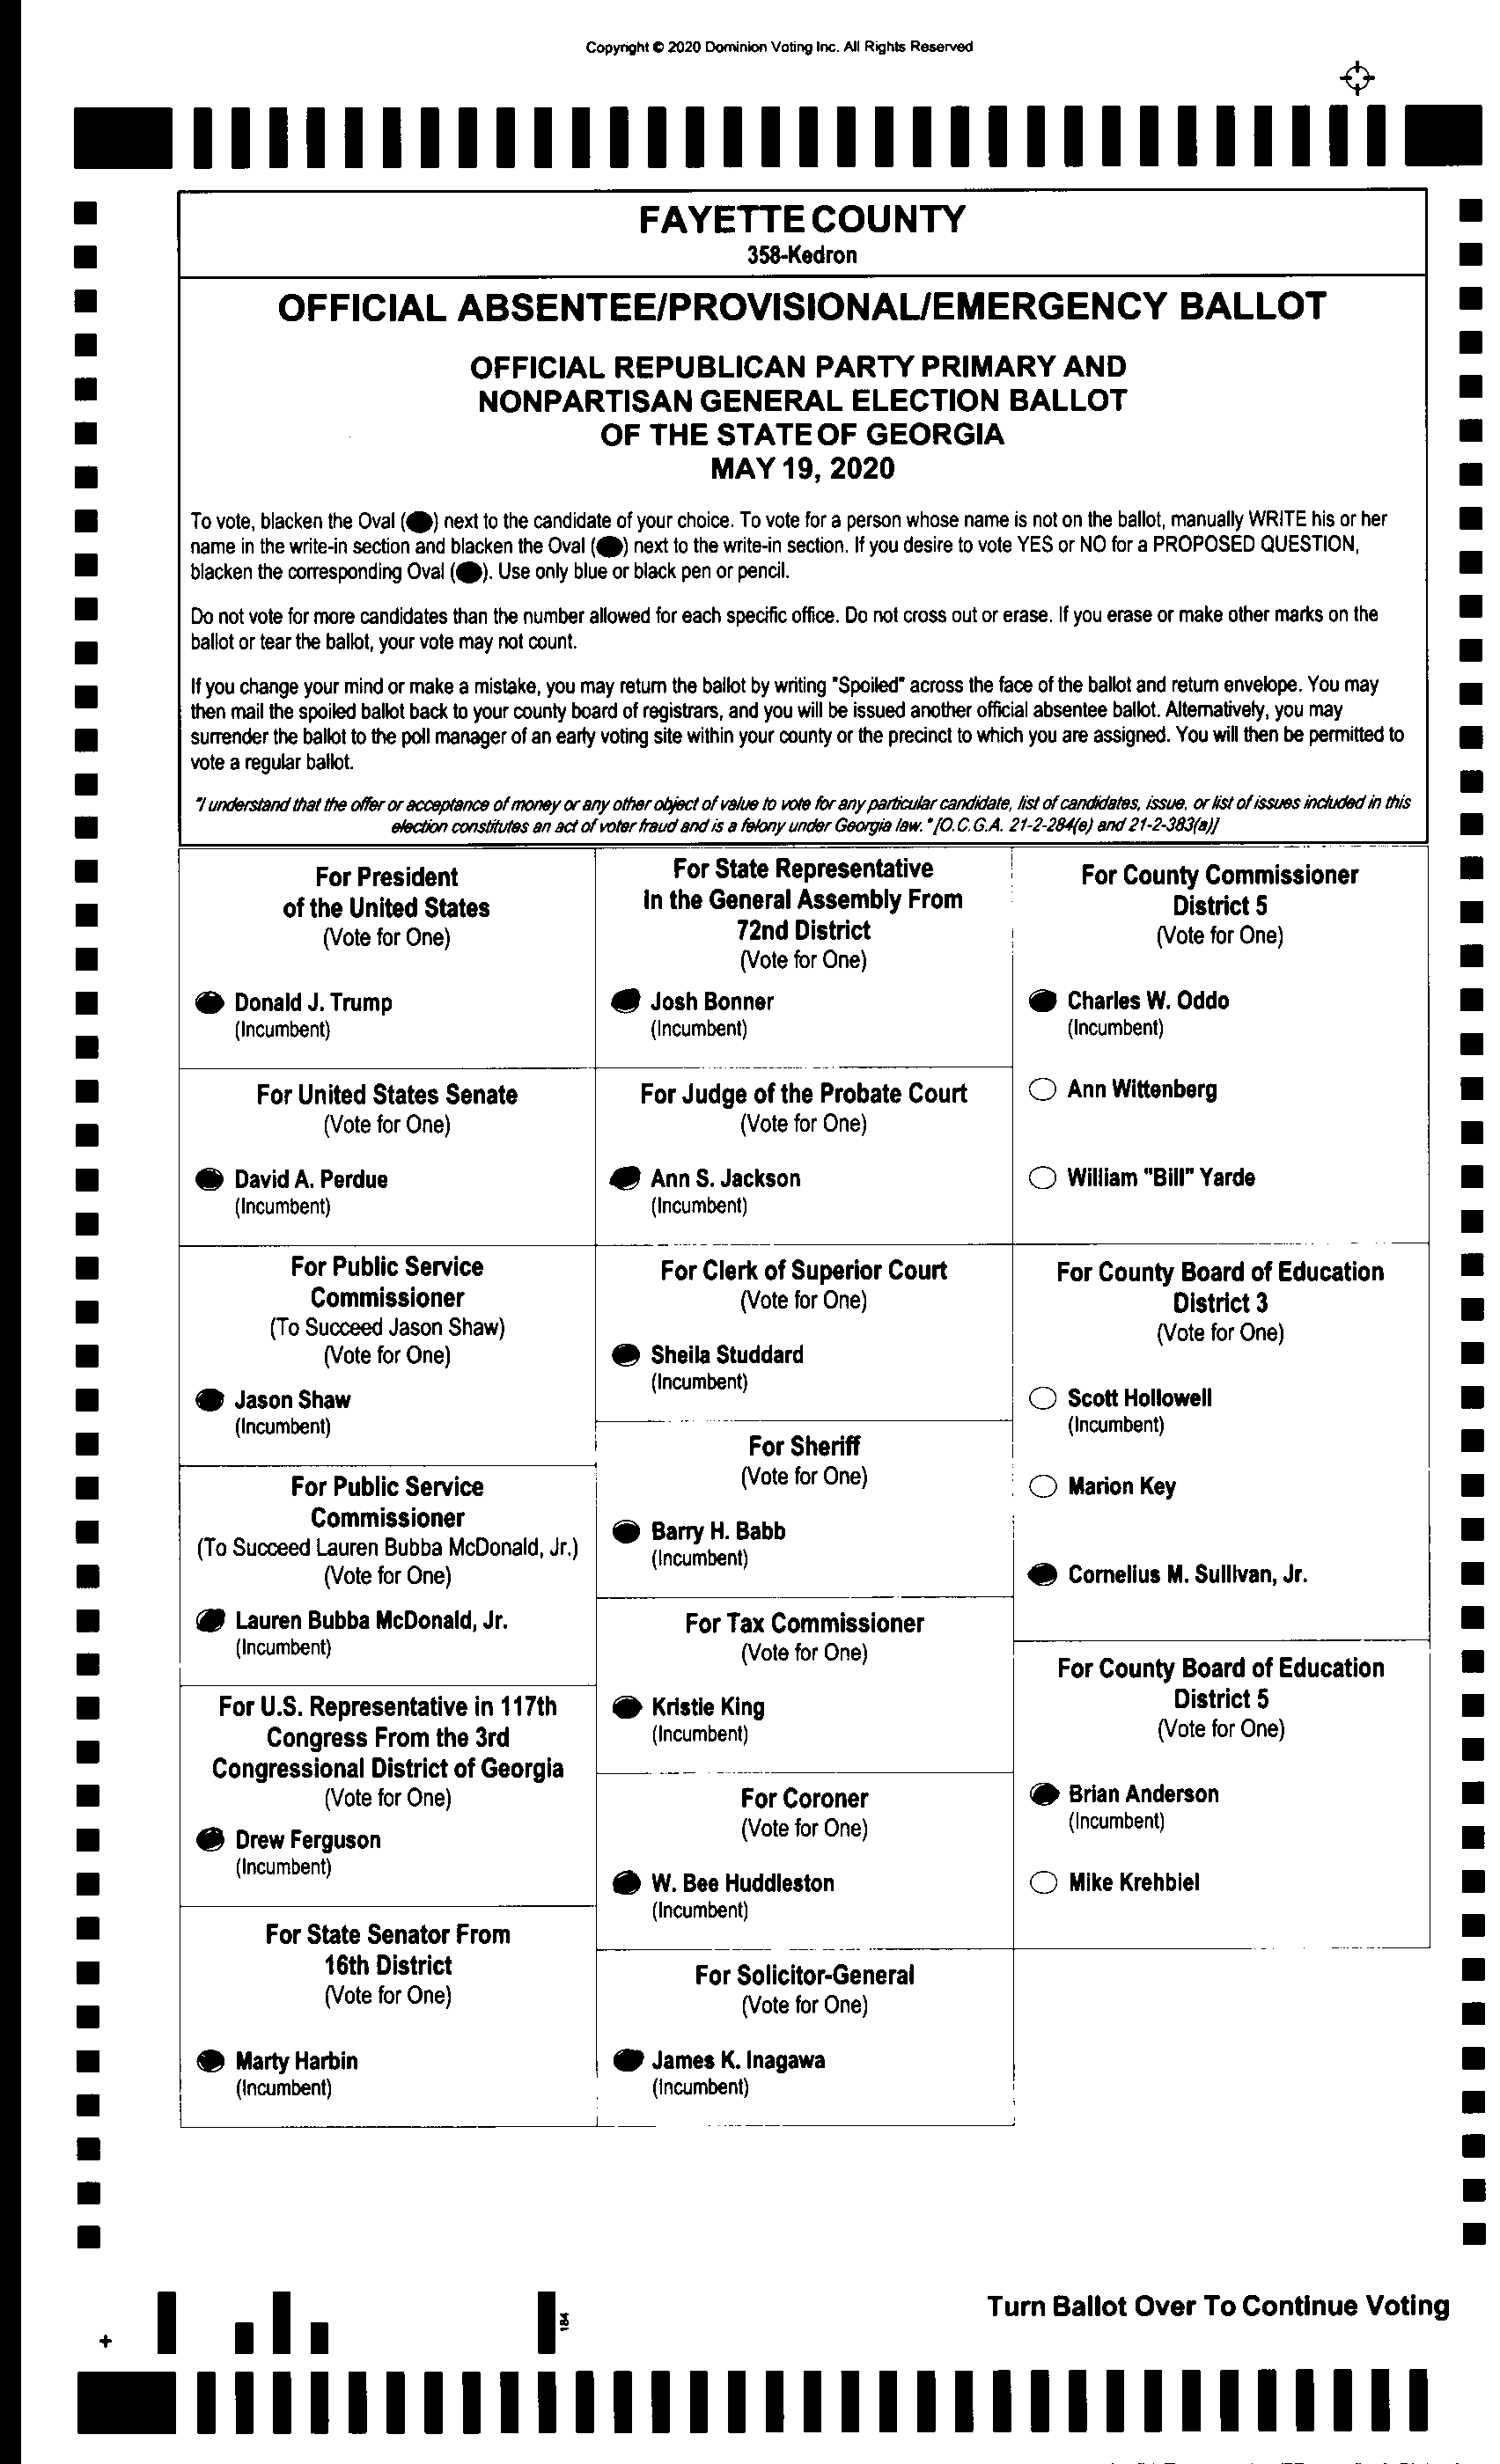 Copyright © 2020 Dominion Voting Inc. All Rights Reserved
FAYETTE COUNTY
358-Kedron
OFFICIAL ABSENTEE/PROVISIONAL/EMERGENCY BALLOT
OFFICIAL REPUBLICAN PARTY PRIMARY AND
NONPARTISAN GENERAL ELECTION BALLOT
OF THE STATE OF GEORGIA
MAY 19, 2020
To vote, blacken the Oval ( ) next to the candidate of your choice. To vote for a person whose name is not on the ballot, manually WRITE his or her
name in the write-in section and blacken the Oval ( ) next to the write-in section. If you desire to vote YES or NO for a PROPOSED QUESTION,
blacken the corresponding Oval ( ). Use only blue or black pen or pencil.
Do not vote for more candidates than the number allowed for each specific office. Do not cross out or erase. If you erase or make other marks on the
ballot or tear the ballot, your vote may not count.
If you change your mind or make a mistake, you may return the ballot by writing "Spoiled" across the face of the ballot and return envelope. You may
then mail the spoiled ballot back to your county board of registrars, and you will be issued another official absentee ballot. Alternatively, you may
surrender the ballot to the poll manager of an early voting site within your county or the precinct to which you are assigned. You will then be permitted to
vote a regular ballot.
"I understand that the offer or acceptance of money or any other object of value to vote for any particular candidate, list of candidates, issue, or list of issues included in this
election constitutes an act of voter fraud and is a felony under Georgia law." [O.C.G.A. 21-2-284(e) and 21-2-383(a)]
For President
of the United States
(Vote for One)
Donald J. Trump
(Incumbent)
For United States Senate
(Vote for One)
David A. Perdue
(Incumbent)
For Public Service
Commissioner
(To Succeed Jason Shaw)
(Vote for One)
Jason Shaw
(Incumbent)
For Public Service
Commissioner
(To Succeed Lauren Bubba McDonald, Jr.)
(Vote for One)
Lauren Bubba McDonald, Jr.
(Incumbent)
For U.S. Representative in 117th
Congress From the 3rd
Congressional District of Georgia
(Vote for One)
Drew Ferguson
(Incumbent)
For State Senator From
16th District
(Vote for One)
Marty Harbin
(Incumbent)
For State Representative
In the General Assembly From
72nd District
(Vote for One)
Josh Bonner
(Incumbent)
For Judge of the Probate Court
(Vote for One)
Ann S. Jackson
(Incumbent)
For Clerk of Superior Court
(Vote for One)
Sheila Studdard
(Incumbent)
For Sheriff
(Vote for One)
Barry H. Babb
(Incumbent)
For Tax Commissioner
(Vote for One)
Kristie King
(Incumbent)
For Coroner
(Vote for One)
W. Bee Huddleston
(Incumbent)
For Solicitor-General
(Vote for One)
James K. Inagawa
(Incumbent)
For County Commissioner
District 5
(Vote for One)
Charles W. Oddo
(Incumbent)
Ann Wittenberg
William "Bill" Yarde
For County Board of Education
District 3
(Vote for One)
Scott Hollowell
(Incumbent)
Marion Key
Cornelius M. Sullivan, Jr.
For County Board of Education
District 5
(Vote for One)
Brian Anderson
(Incumbent)
Mike Krehbiel
184
Turn Ballot Over To Continue Voting